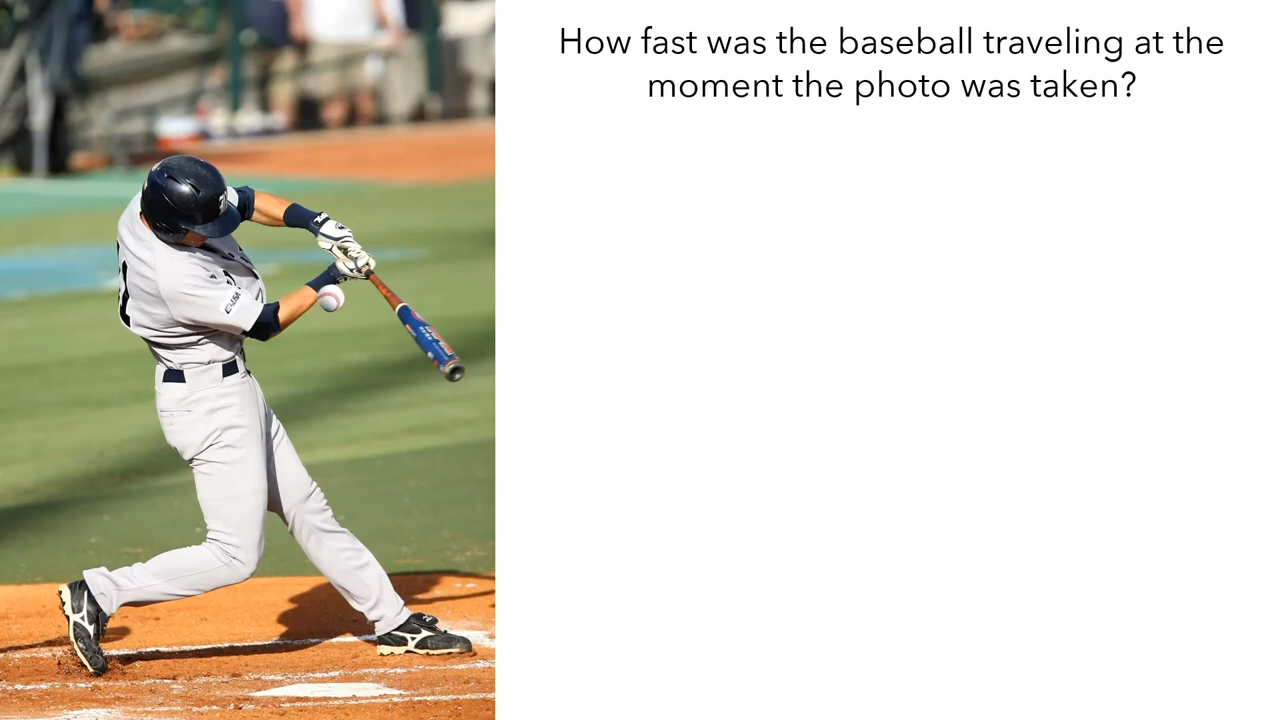 How fast was the baseball traveling at the
moment the photo was taken?